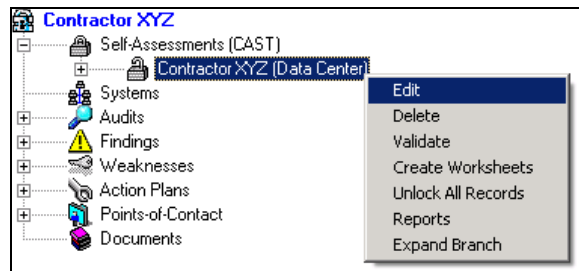 Contractor XYZ
Self-Assessments (CAST)
Contractor XYZ (Data Center)
Systems
Audits
Findings
Weaknesses
Action Plans
Points-of-Contact
Documents
Edit
Delete
Validate
Create Worksheets
Unlock All Records
Reports
Expand Branch